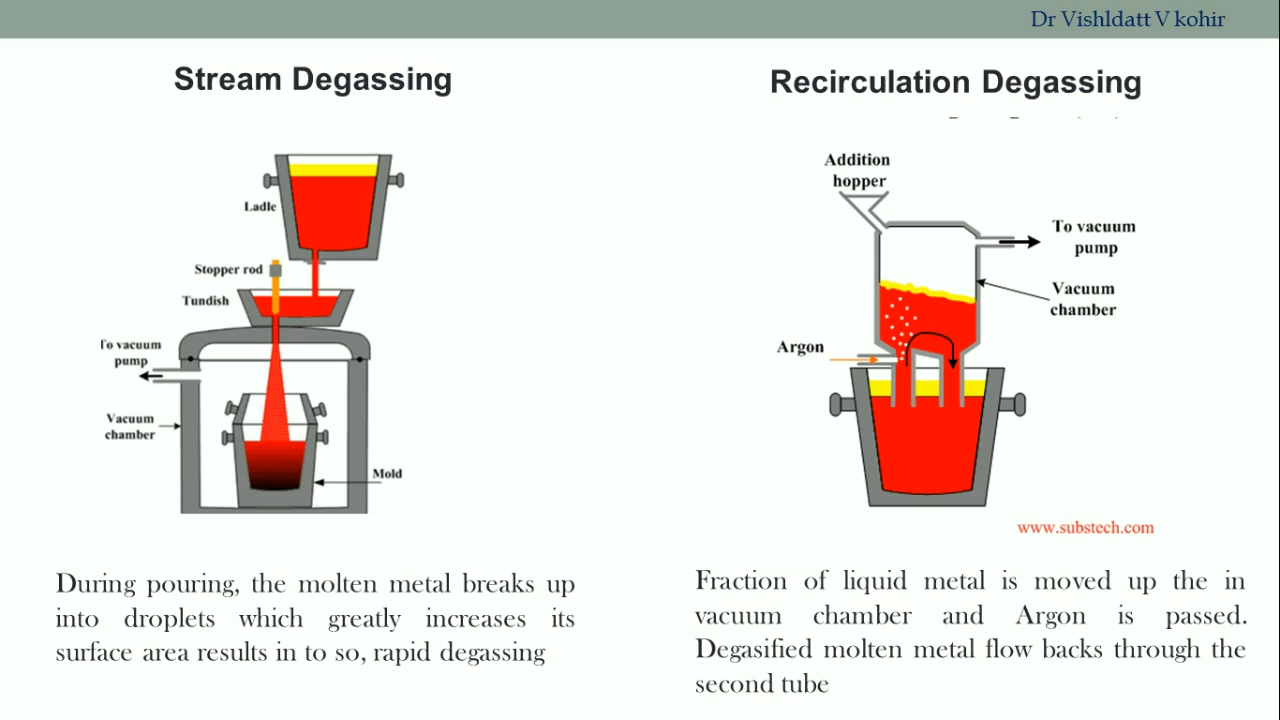 Dr Vishldatt V kohir
Stream Degassing
Ladle
Stopper rod
Tundish
To vacuum
pump
Vacuum
chamber
Mold
During pouring, the molten metal breaks up
into droplets which greatly increases its
surface area results in to so, rapid degassing
Recirculation Degassing
Addition
hopper
To vacuum
pump
Vacuum
chamber
Argon
www.substech.com
Fraction of liquid metal is moved up the in
vacuum chamber and Argon is passed.
Degasified molten metal flow backs through the
second tube